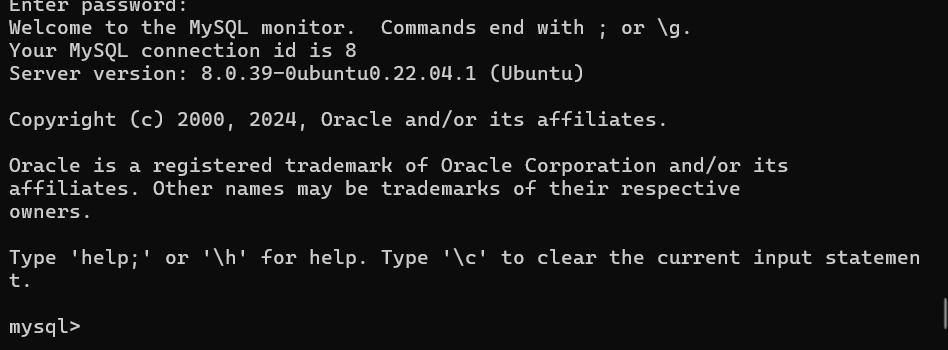 Enter password:
Welcome to the MySQL monitor.  Commands end with ; or \g.
Your MySQL connection id is 8
Server version: 8.0.39-0ubuntu0.22.04.1 (Ubuntu)
Copyright (c) 2000, 2024, Oracle and/or its affiliates.
Oracle is a registered trademark of Oracle Corporation and/or its
affiliates. Other names may be trademarks of their respective
owners.
Type 'help;' or '\h' for help. Type '\c' to clear the current input statemen
t.
mysql>